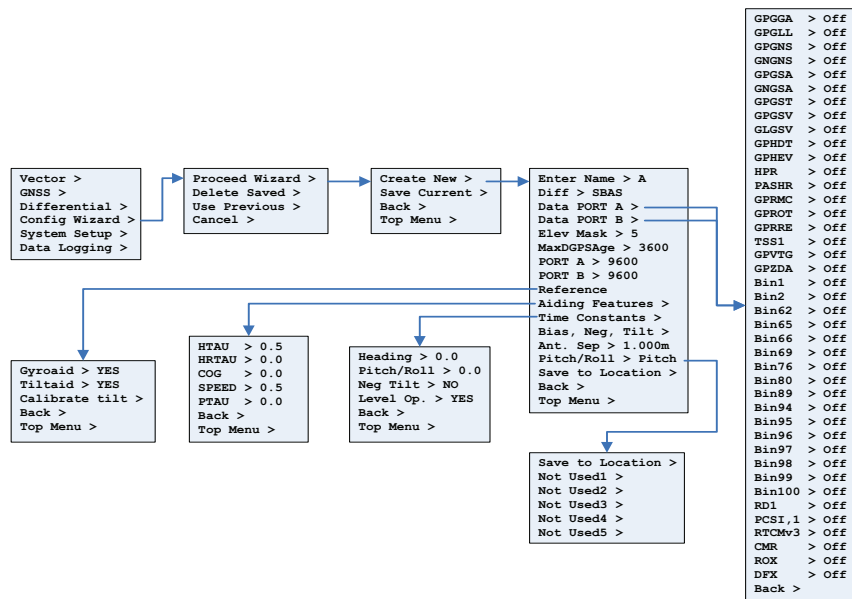 Vector >
GNSS >
Differential >
Config Wizard >
System Setup >
Data Logging >
Proceed Wizard >
Delete Saved >
Use Previous >
Cancel >
Create New >
Save Current >
Back >
Top Menu >
Enter Name > A
Diff > SBAS
Data PORT A >
Data PORT B >
Elev Mask > 5
MaxDGPSAge > 3600
PORT A > 9600
PORT B > 9600
Reference
Aiding Features >
Time Constants >
Bias, Neg, Tilt >
Ant. Sep > 1.000m
Pitch/Roll > Pitch
Save to Location >
Back >
Top Menu >
GPGGA > Off
GPGLL > Off
GPGNS > Off
GNGNS > Off
GPGSA > Off
GNGSA > Off
GPGST > Off
GPGSV > Off
GLGSV > Off
GPHDT > Off
GPHEV > Off
HPR > Off
PASHR > Off
GPRMC > Off
GPROT > Off
GPRRE > Off
TSS1 > Off
GPVTG > Off
GPZDA > Off
Bin1 > Off
Bin2 > Off
Bin62 > Off
Bin65 > Off
Bin66 > Off
Bin69 > Off
Bin76 > Off
Bin80 > Off
Bin89 > Off
Bin94 > Off
Bin95 > Off
Bin96 > Off
Bin97 > Off
Bin98 > Off
Bin99 > Off
Bin100 > Off
RD1 > Off
PCSI,1 > Off
RTCMv3 > Off
CMR > Off
ROX > Off
DFX > Off
Back >
Gyroaid > YES
Tiltaid > YES
Calibrate tilt >
Back >
Top Menu >
HTAU > 0.5
HRTAU > 0.0
COG > 0.0
SPEED > 0.5
PTAU > 0.0
Back >
Top Menu >
Heading > 0.0
Pitch/Roll > 0.0
Neg Tilt > NO
Level Op. > YES
Back >
Top Menu >
Save to Location >
Not Used1 >
Not Used2 >
Not Used3 >
Not Used4 >
Not Used5 >